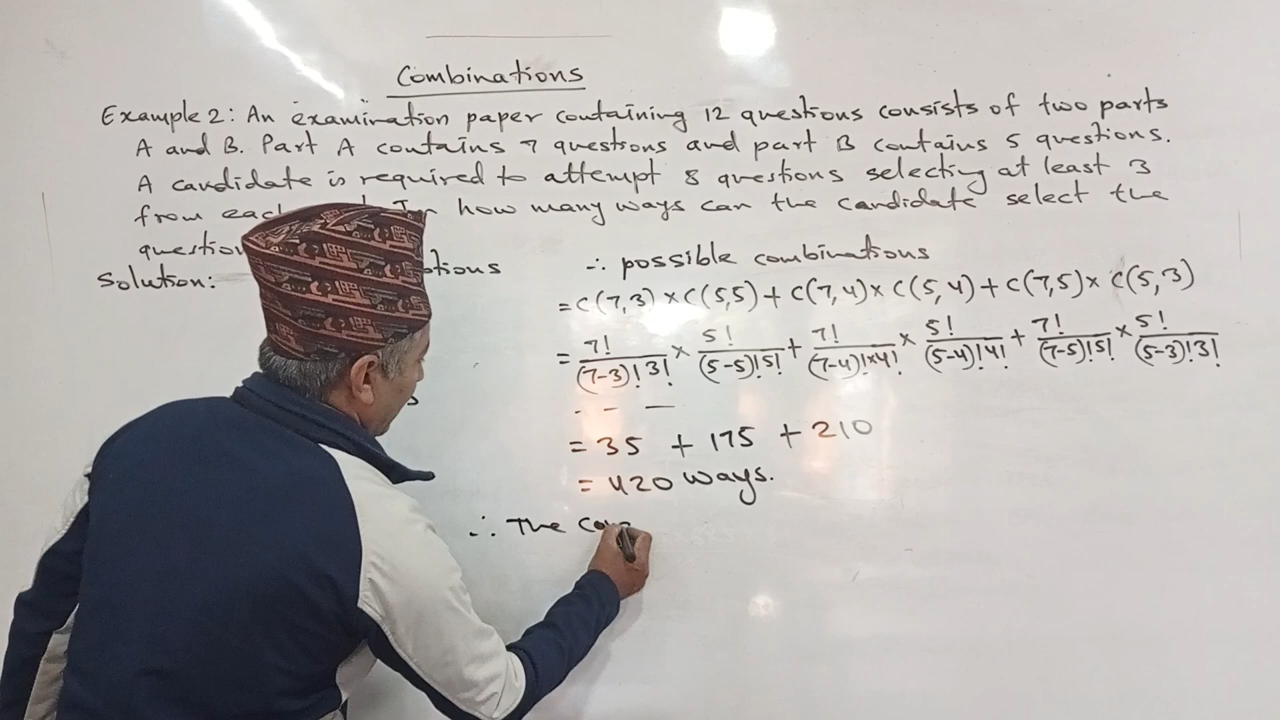 Combinations
Example 2: An examination paper containing 12 questions consists of two parts
A and B. Part A contains 7 questions and part B contains 5 questions.
A candidate is required to attempt 8 questions selecting at least 3
from each In how many ways can the candidate select the
Solution:
∴ possible combinations
= C(7,3) × C(5,5) + C(7,4) × C(5,4) + C(7,5) × C(5,3)
= 7!/(7-3)!3! × 5!/(5-5)!5! + 7!/(7-4)!×4! × 5!/(5-4)!4! + 7!/(7-5)!5! × 5!/(5-3)!3!
- - —
= 35 + 175 + 210
= 420 ways.
∴ The